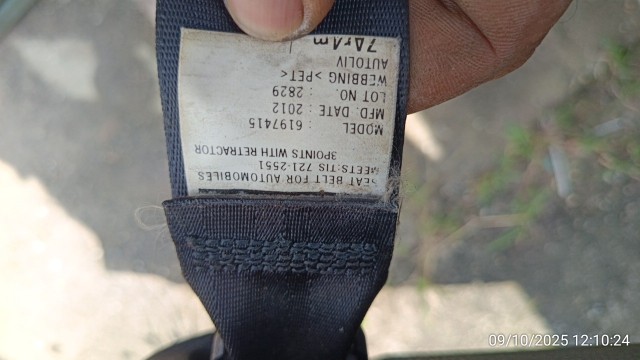 SEAT BELT FOR AUTOMOBILES
MEETS:TIS 721-2551
3POINTS WITH RETRACTOR
MODEL : 6197415
MFD. DATE : 2012
LOT NO. : 2829
WEBBING >PET<
AUTOLIV
09/10/2025 12:10:24